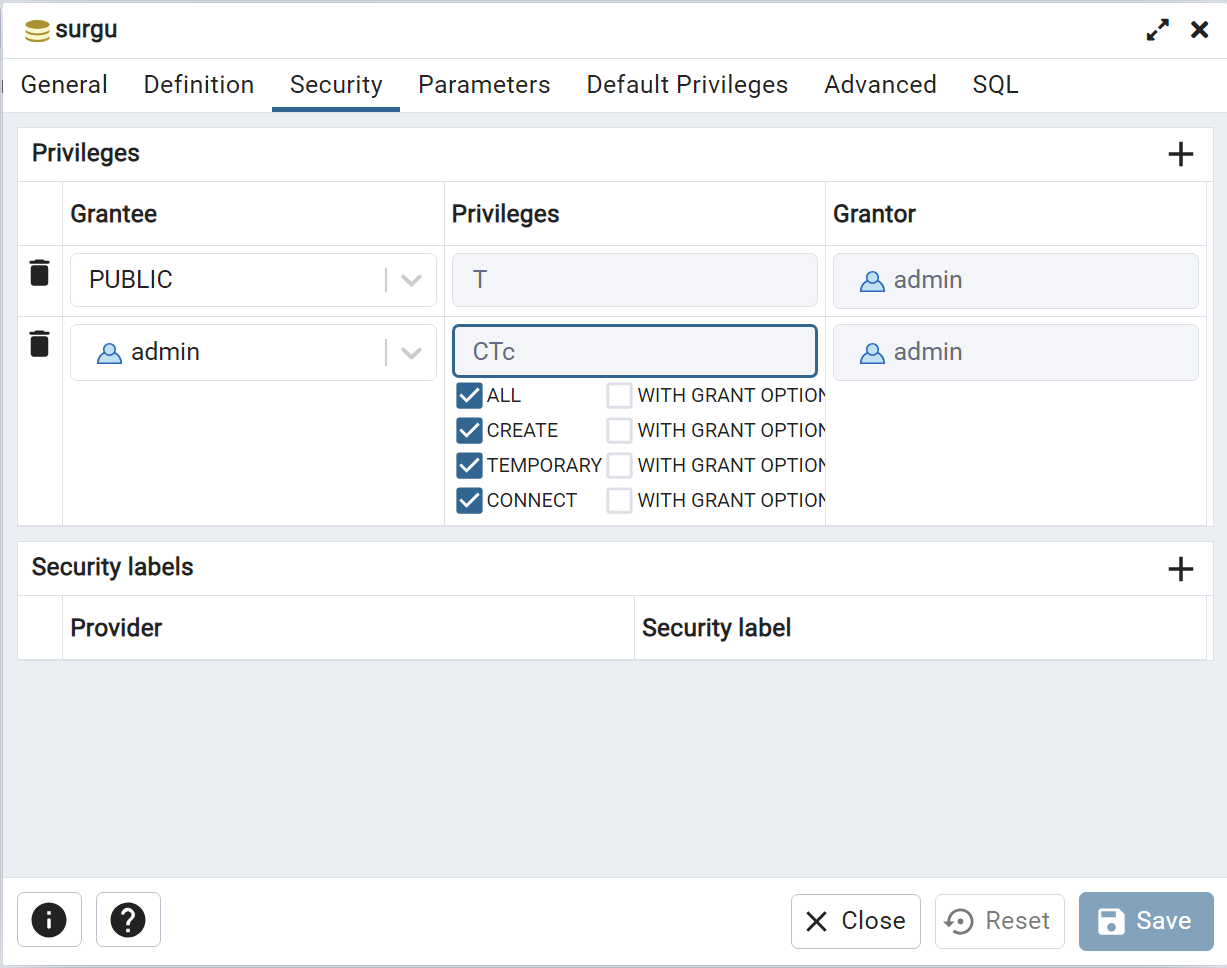 surgu
General Definition Security Parameters Default Privileges Advanced SQL
Privileges
Grantee Privileges Grantor
PUBLIC T admin
admin CTc admin
ALL WITH GRANT OPTION
CREATE WITH GRANT OPTION
TEMPORARY WITH GRANT OPTION
CONNECT WITH GRANT OPTION
Security labels
Provider Security label
Close Reset Save